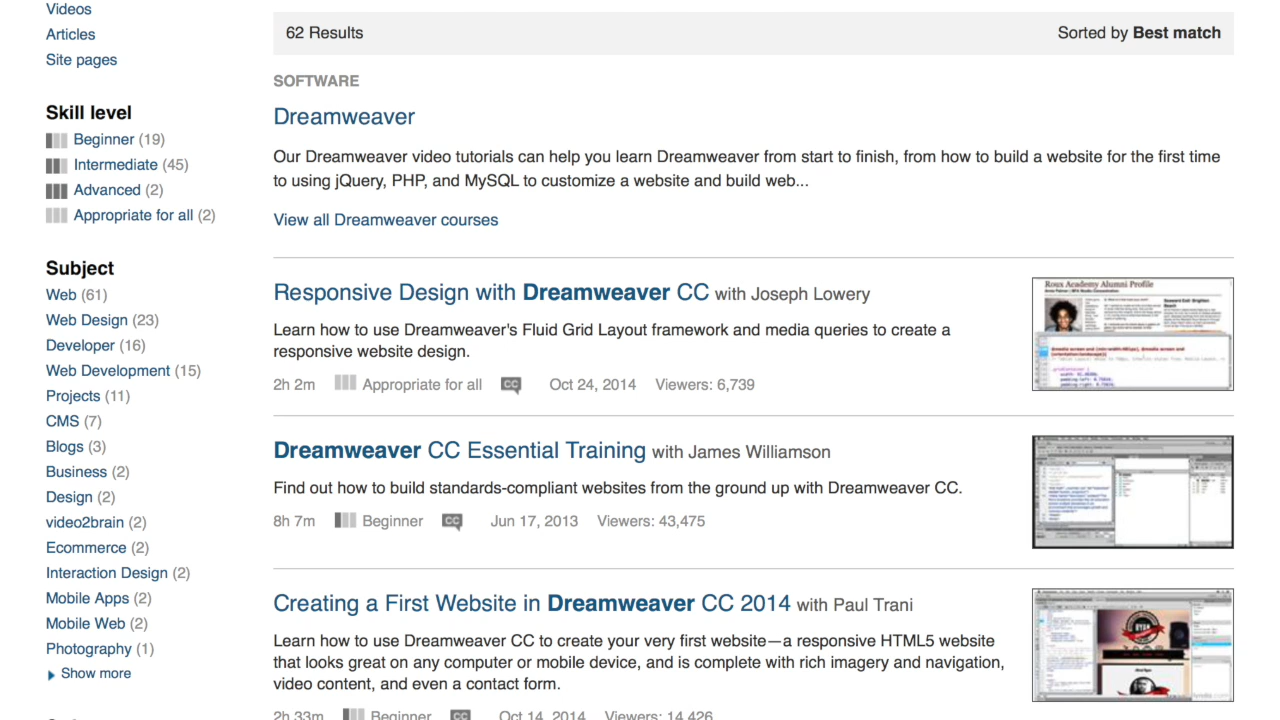 Videos
Articles
Site pages
Skill level
Beginner (19)
Intermediate (45)
Advanced (2)
Appropriate for all (2)
Subject
Web (61)
Web Design (23)
Developer (16)
Web Development (15)
Projects (11)
CMS (7)
Blogs (3)
Business (2)
Design (2)
video2brain (2)
Ecommerce (2)
Interaction Design (2)
Mobile Apps (2)
Mobile Web (2)
Photography (1)
Show more
62 Results
Sorted by Best match
SOFTWARE
Dreamweaver
Our Dreamweaver video tutorials can help you learn Dreamweaver from start to finish, from how to build a website for the first time
to using jQuery, PHP, and MySQL to customize a website and build web...
View all Dreamweaver courses
Responsive Design with Dreamweaver CC with Joseph Lowery
Learn how to use Dreamweaver's Fluid Grid Layout framework and media queries to create a
responsive website design.
2h 2m Appropriate for all CC Oct 24, 2014 Viewers: 6,739
Roux Academy Alumni Profile
Dreamweaver CC Essential Training with James Williamson
Find out how to build standards-compliant websites from the ground up with Dreamweaver CC.
8h 7m Beginner CC Jun 17, 2013 Viewers: 43,475
Creating a First Website in Dreamweaver CC 2014 with Paul Trani
Learn how to use Dreamweaver CC to create your very first website—a responsive HTML5 website
that looks great on any computer or mobile device, and is complete with rich imagery and navigation,
video content, and even a contact form.
2h 33m Beginner CC Oct 14, 2014 Viewers: 14,426